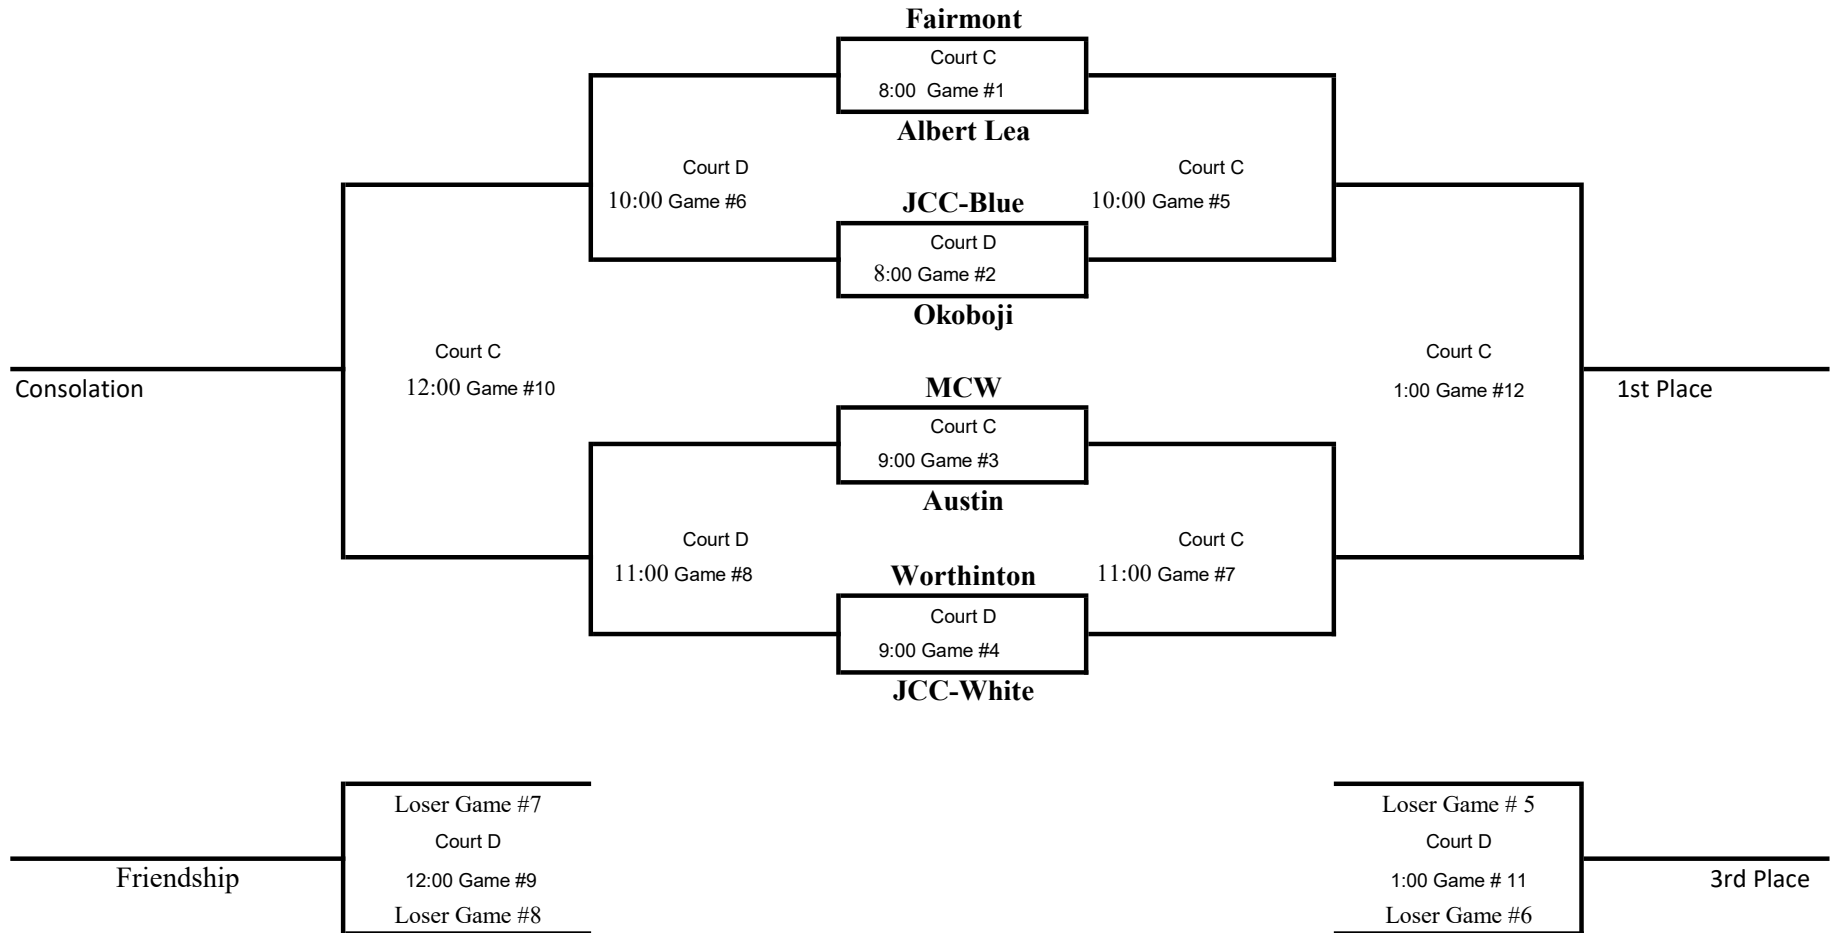 Fairmont
Court C
8:00 Game #1
Albert Lea
Court D
Court C
10:00 Game #6
JCC-Blue
10:00 Game #5
Court D
8:00 Game #2
Okoboji
Court C
Court C
Consolation
12:00 Game #10
MCW
1:00 Game #12
1st Place
Court C
9:00 Game #3
Austin
Court D
Court C
11:00 Game #8
Worthinton
11:00 Game #7
Court D
9:00 Game #4
JCC-White
Loser Game #7
Loser Game # 5
Court D
Court D
Friendship
12:00 Game #9
1:00 Game # 11
3rd Place
Loser Game #8
Loser Game #6